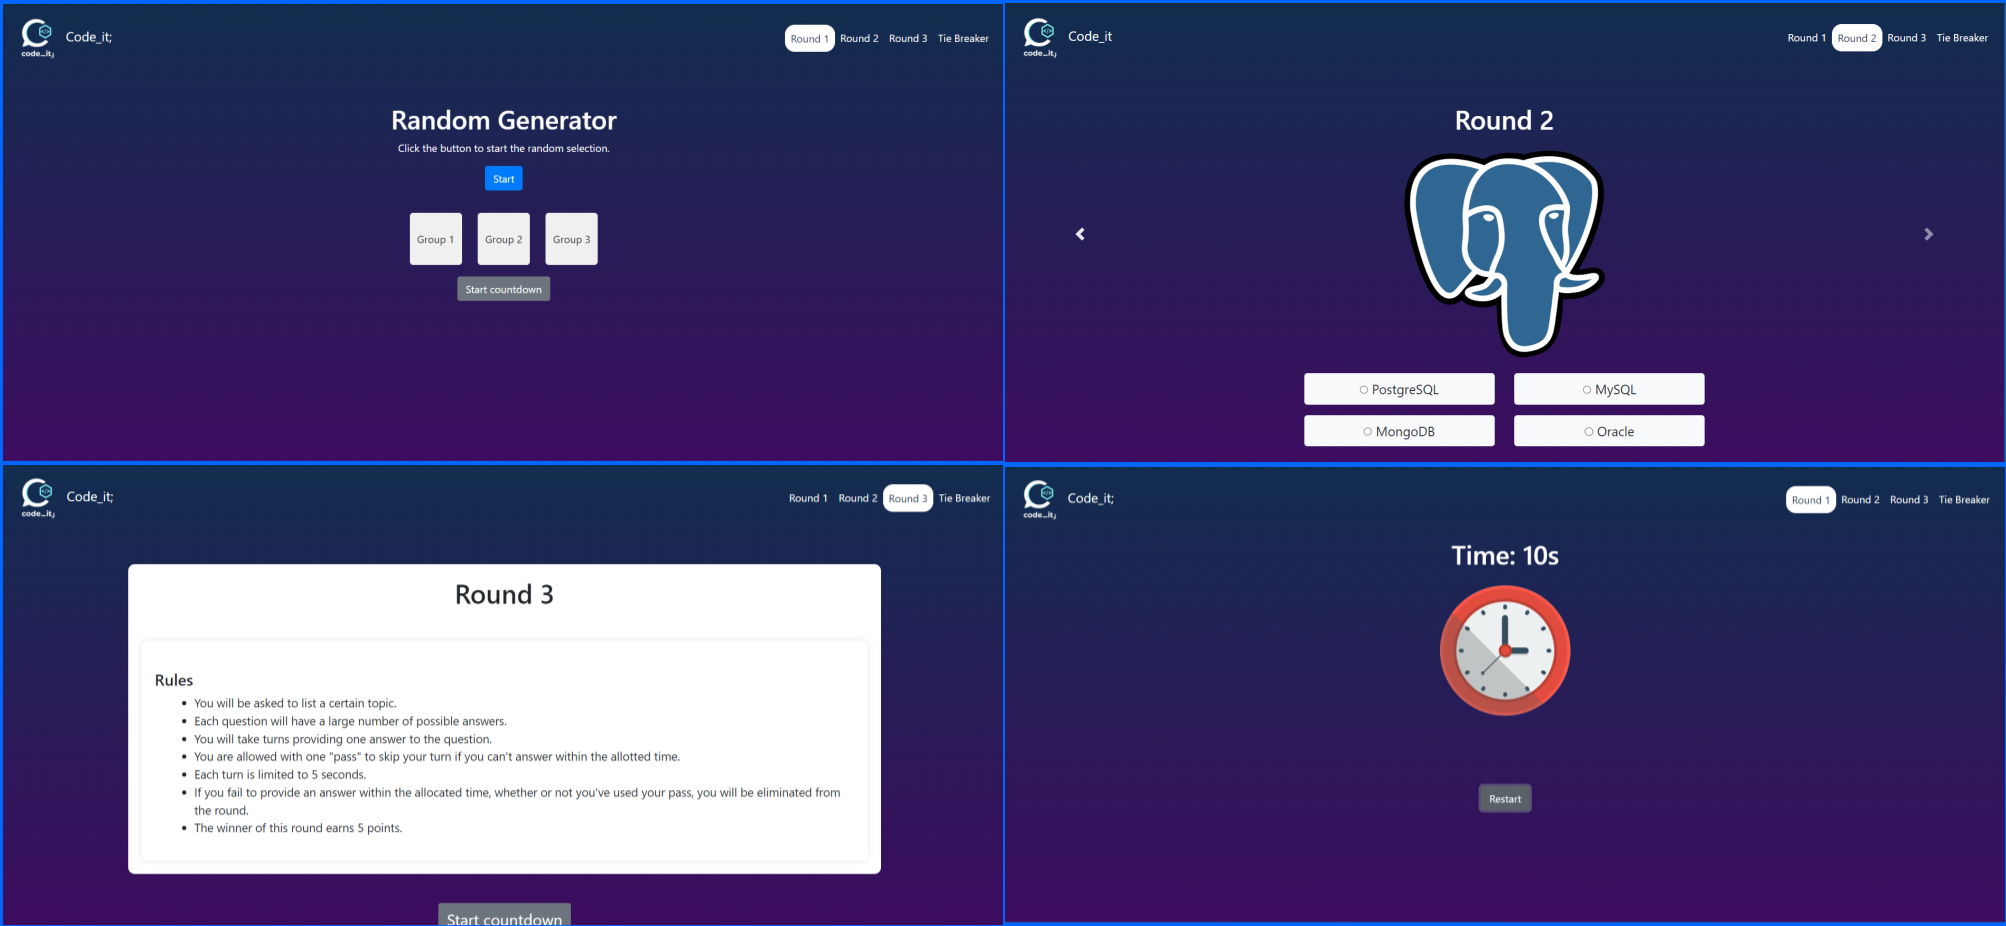 code_it;
Code_it;
Round 1 Round 2 Round 3 Tie Breaker
Random Generator
Click the button to start the random selection.
Start
Group 1 Group 2 Group 3
Start countdown
code_it;
Code_it
Round 1 Round 2 Round 3 Tie Breaker
Round 2
PostgreSQL MySQL
MongoDB Oracle
code_it;
Code_it;
Round 1 Round 2 Round 3 Tie Breaker
Round 3
Rules
• You will be asked to list a certain topic.
• Each question will have a large number of possible answers.
• You will take turns providing one answer to the question.
• You are allowed with one "pass" to skip your turn if you can't answer within the allotted time.
• Each turn is limited to 5 seconds.
• If you fail to provide an answer within the allocated time, whether or not you've used your pass, you will be eliminated from
the round.
• The winner of this round earns 5 points.
Start countdown
code_it;
Code_it;
Round 1 Round 2 Round 3 Tie Breaker
Time: 10s
Restart